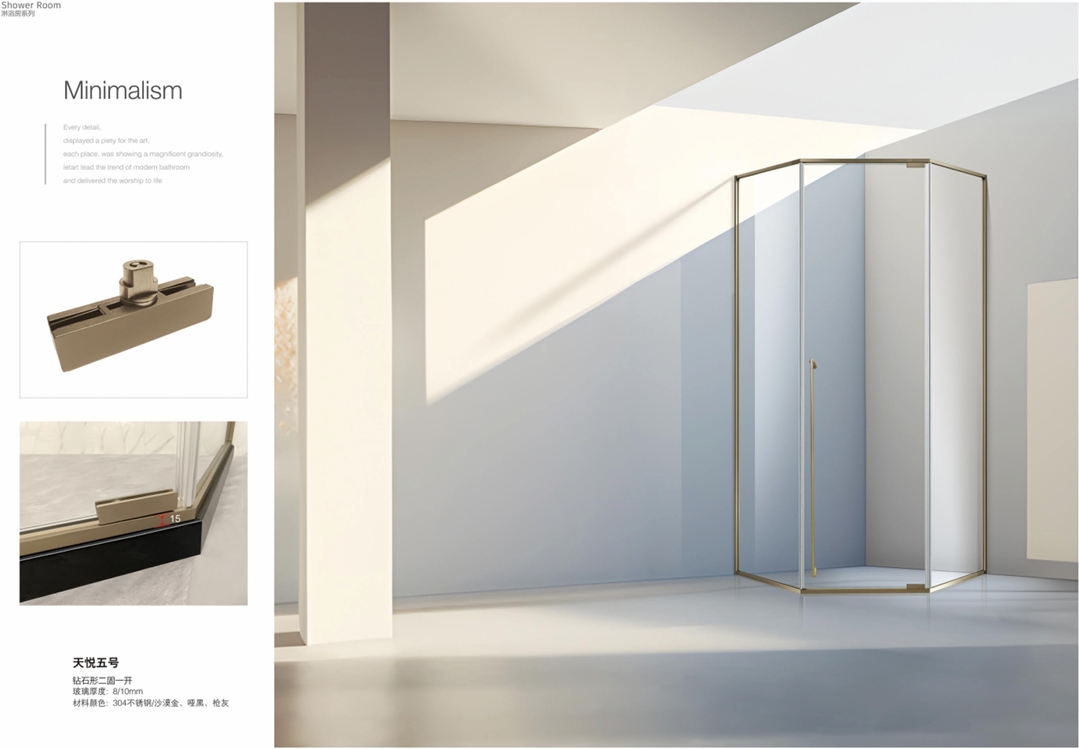 Shower Room
淋浴房系列
Minimalism
Every detail,
displayed a piety for the art,
each place, was showing a magnificent grandiosity,
letart lead the trend of modern bathroom
and delivered the worship to life
15
天悦五号
钻石形二固一开
玻璃厚度: 8/10mm
材料颜色: 304不锈钢/沙漠金、哑黑、枪灰